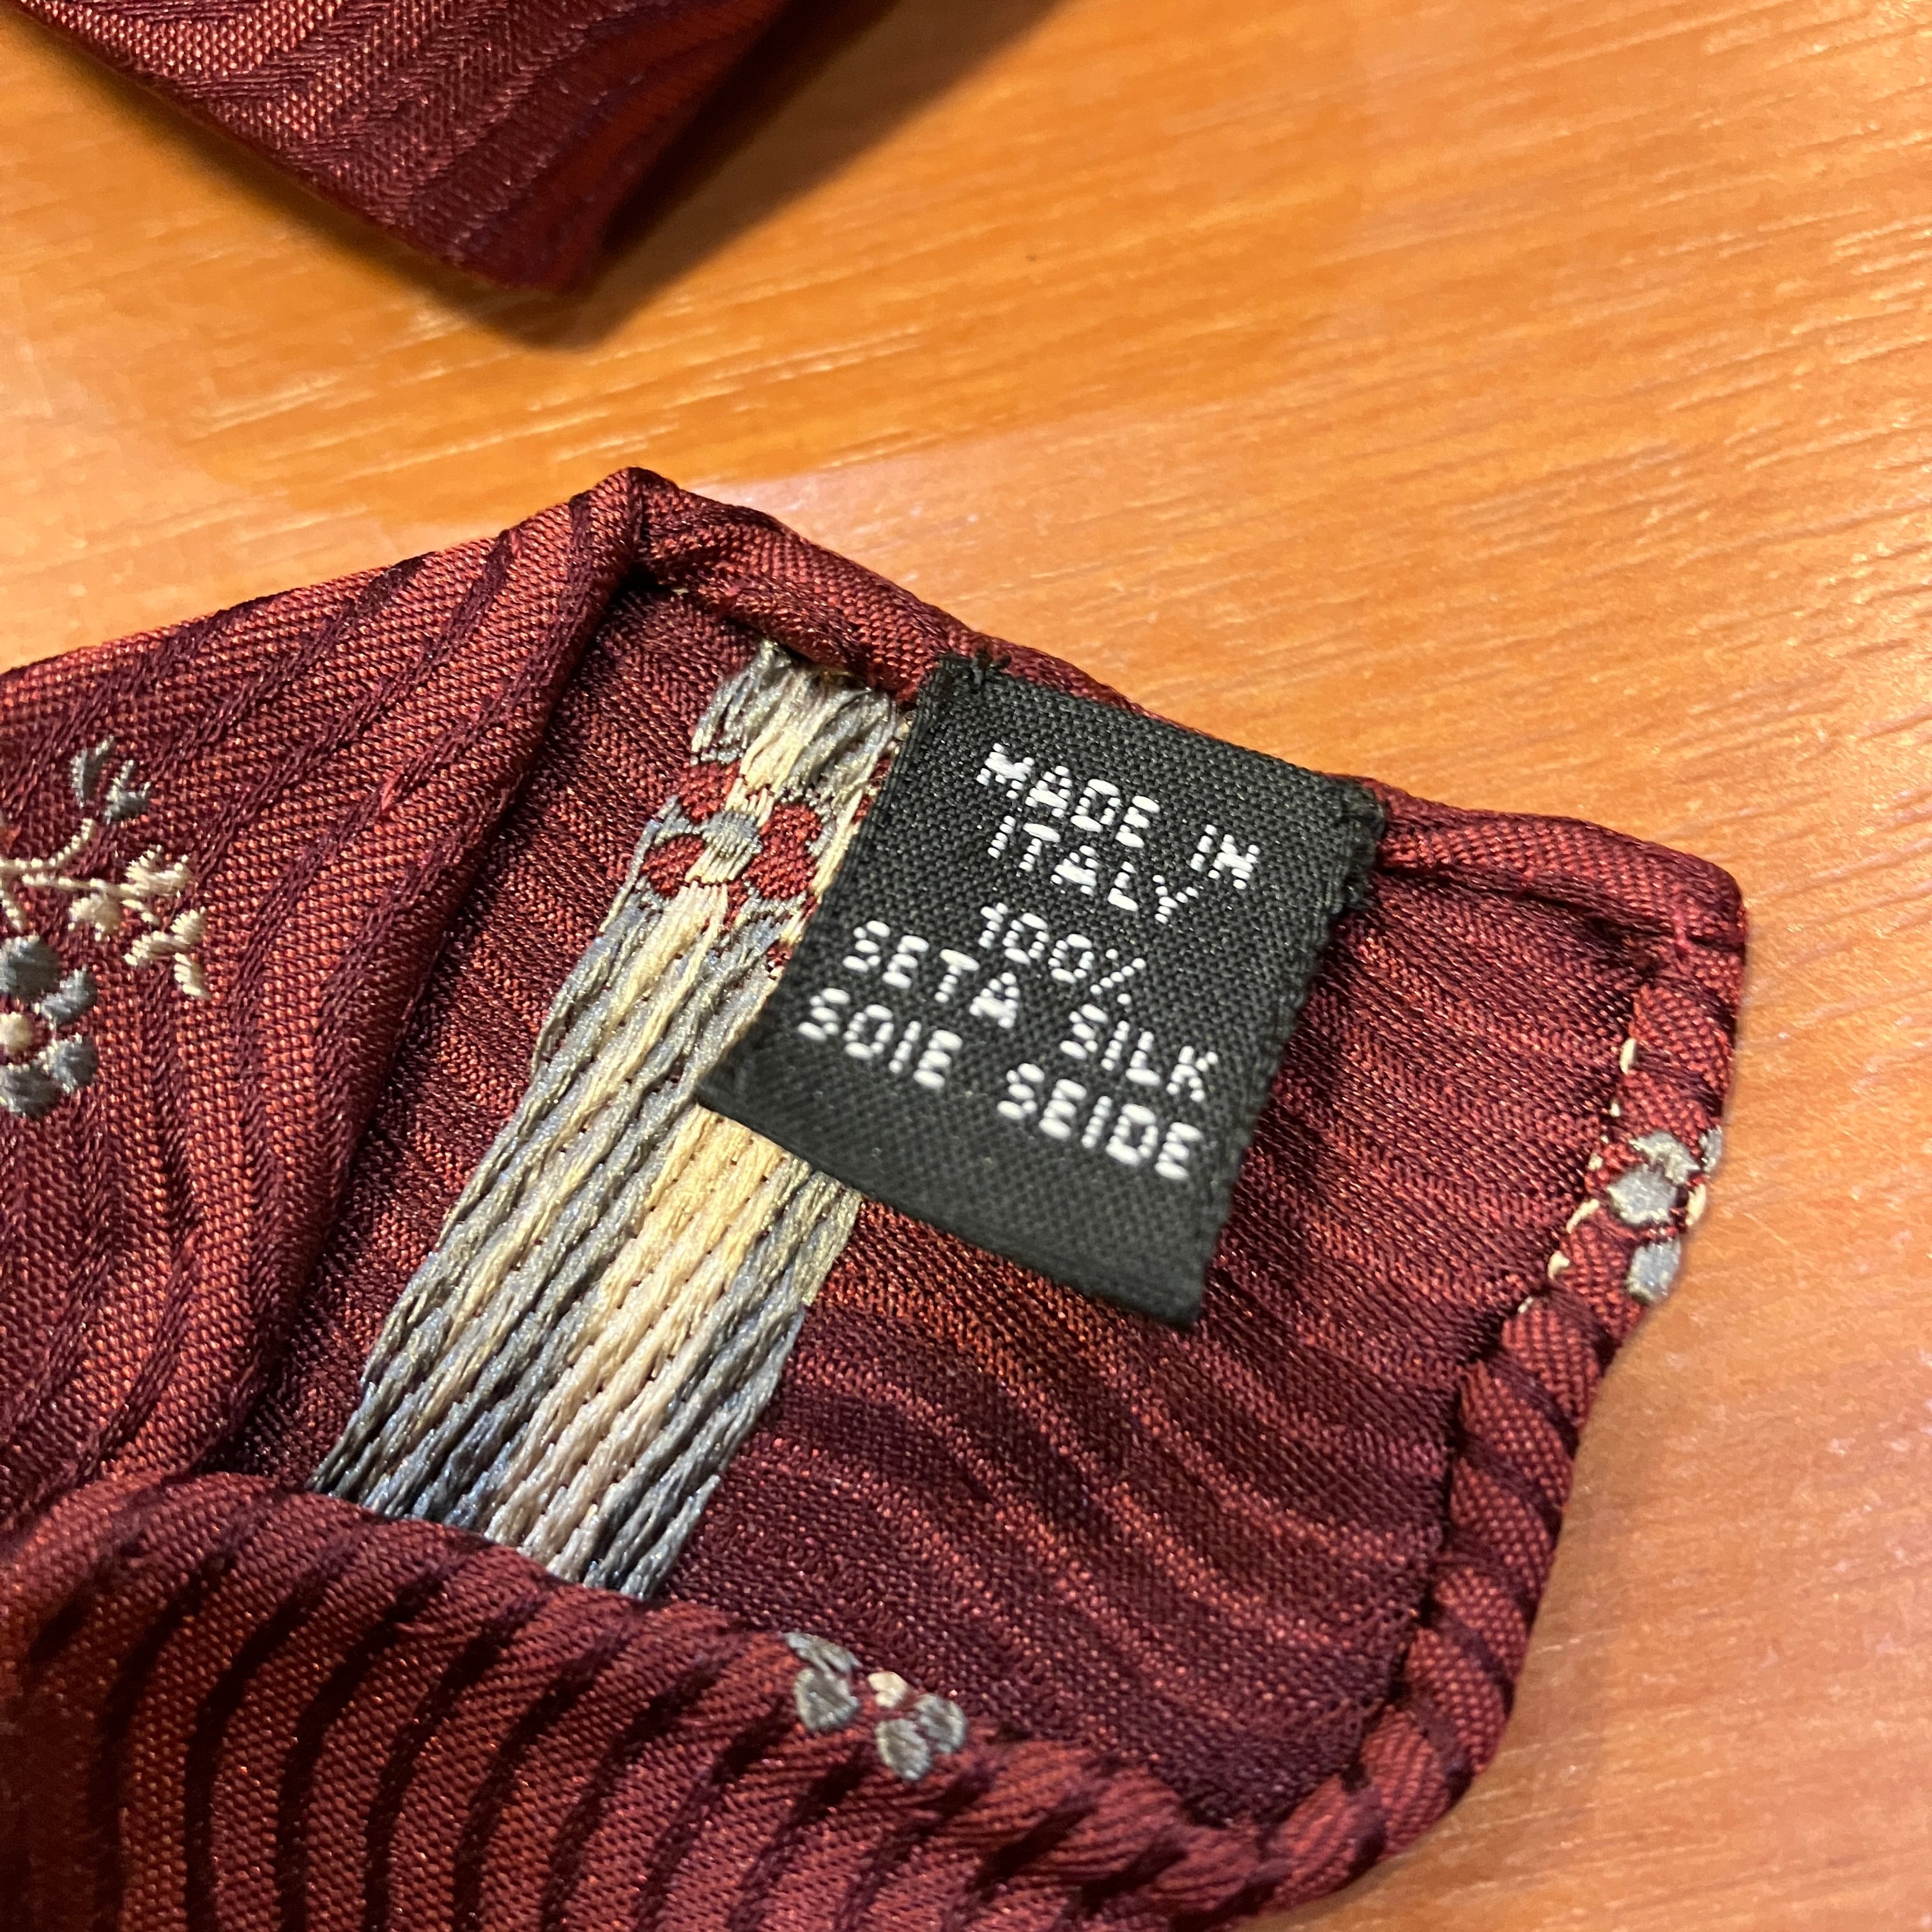 MADE IN
ITALY
100%
SETA SILK
SOIE SEIDE